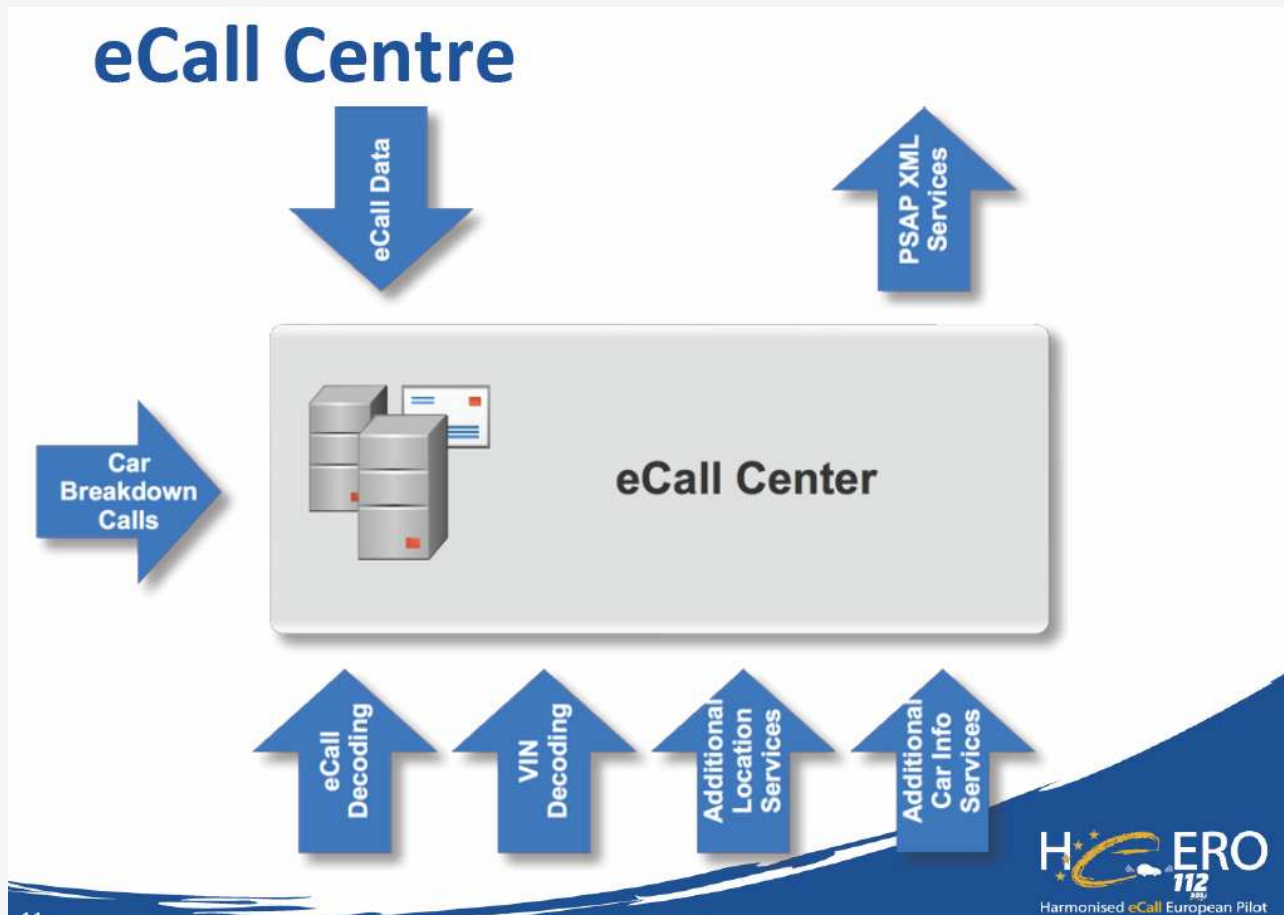 eCall Centre
eCall Data
PSAP XML
Services
Car
Breakdown
Calls
eCall Center
eCall
Decoding
VIN
Decoding
Additional
Location
Services
Additional
Car Info
Services
HeERO
112
Harmonised eCall European Pilot